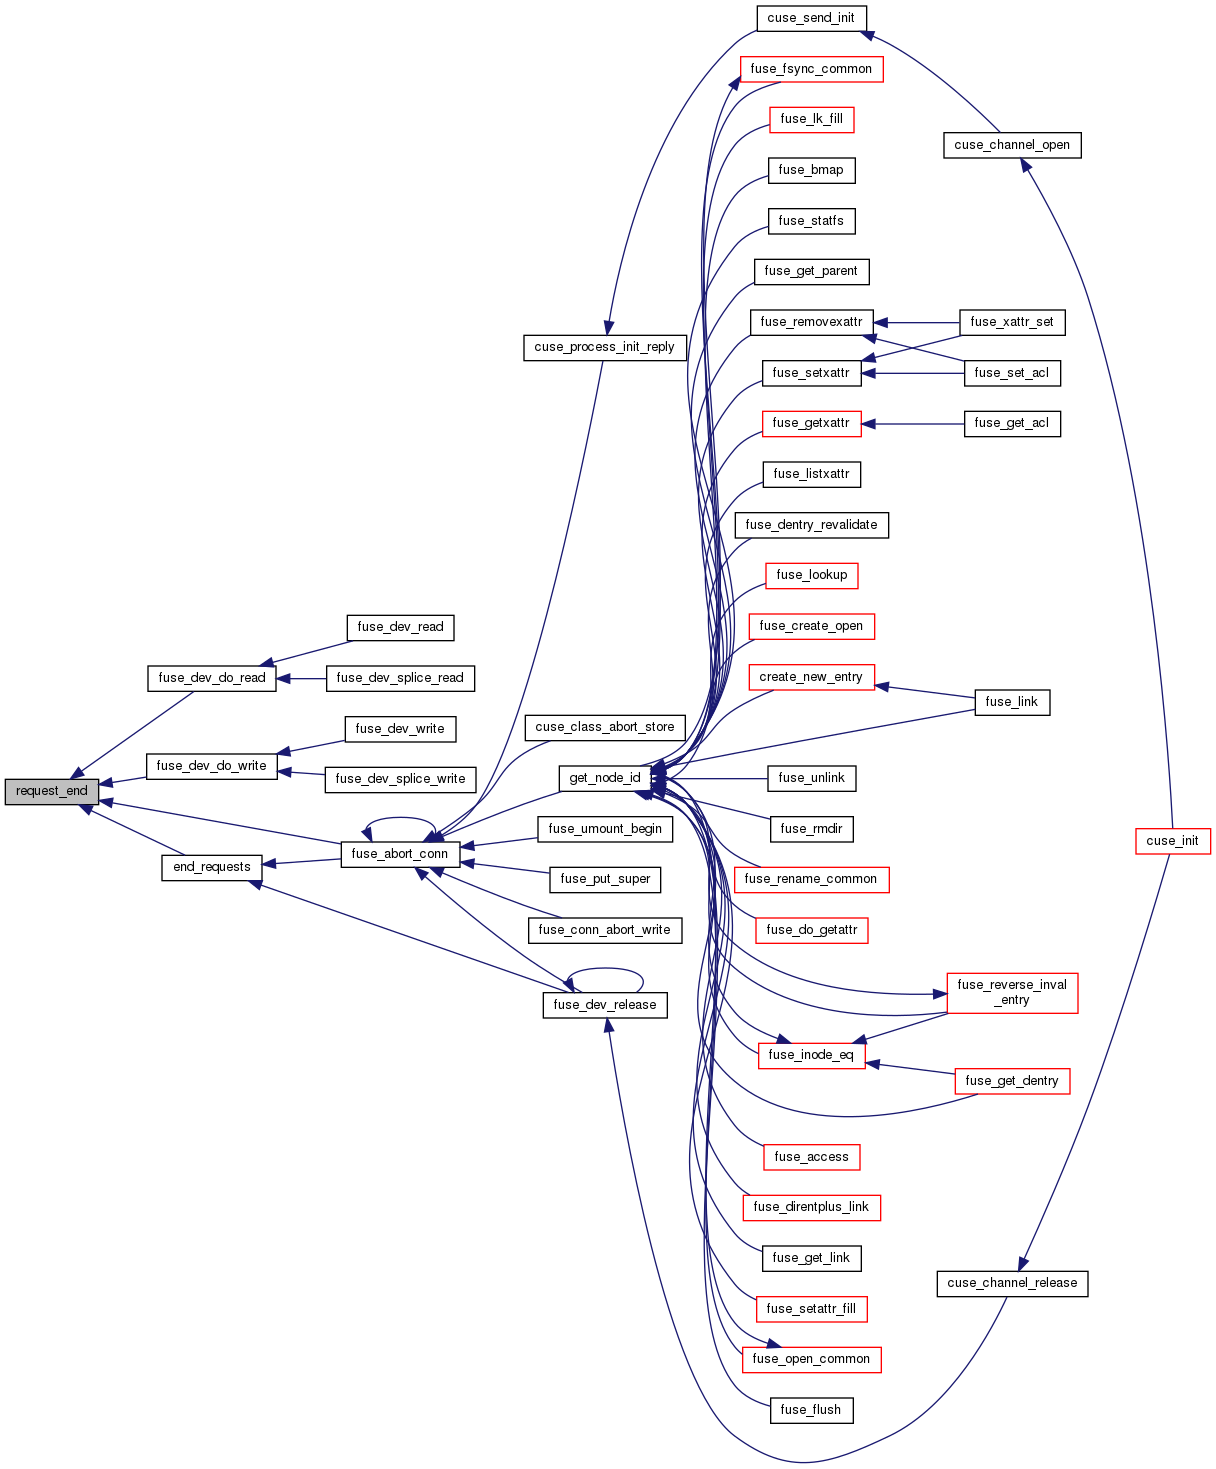 request_end
fuse_dev_do_read
fuse_dev_read
fuse_dev_splice_read
fuse_dev_do_write
fuse_dev_write
fuse_dev_splice_write
end_requests
fuse_abort_conn
cuse_process_init_reply
cuse_send_init
cuse_channel_open
cuse_init
cuse_class_abort_store
get_node_id
fuse_umount_begin
fuse_put_super
fuse_conn_abort_write
fuse_dev_release
cuse_channel_release
fuse_fsync_common
fuse_lk_fill
fuse_bmap
fuse_statfs
fuse_get_parent
fuse_removexattr
fuse_xattr_set
fuse_setxattr
fuse_set_acl
fuse_getxattr
fuse_get_acl
fuse_listxattr
fuse_dentry_revalidate
fuse_lookup
fuse_create_open
create_new_entry
fuse_link
fuse_unlink
fuse_rmdir
fuse_rename_common
fuse_do_getattr
fuse_reverse_inval
_entry
fuse_inode_eq
fuse_get_dentry
fuse_access
fuse_direntplus_link
fuse_get_link
fuse_setattr_fill
fuse_open_common
fuse_flush